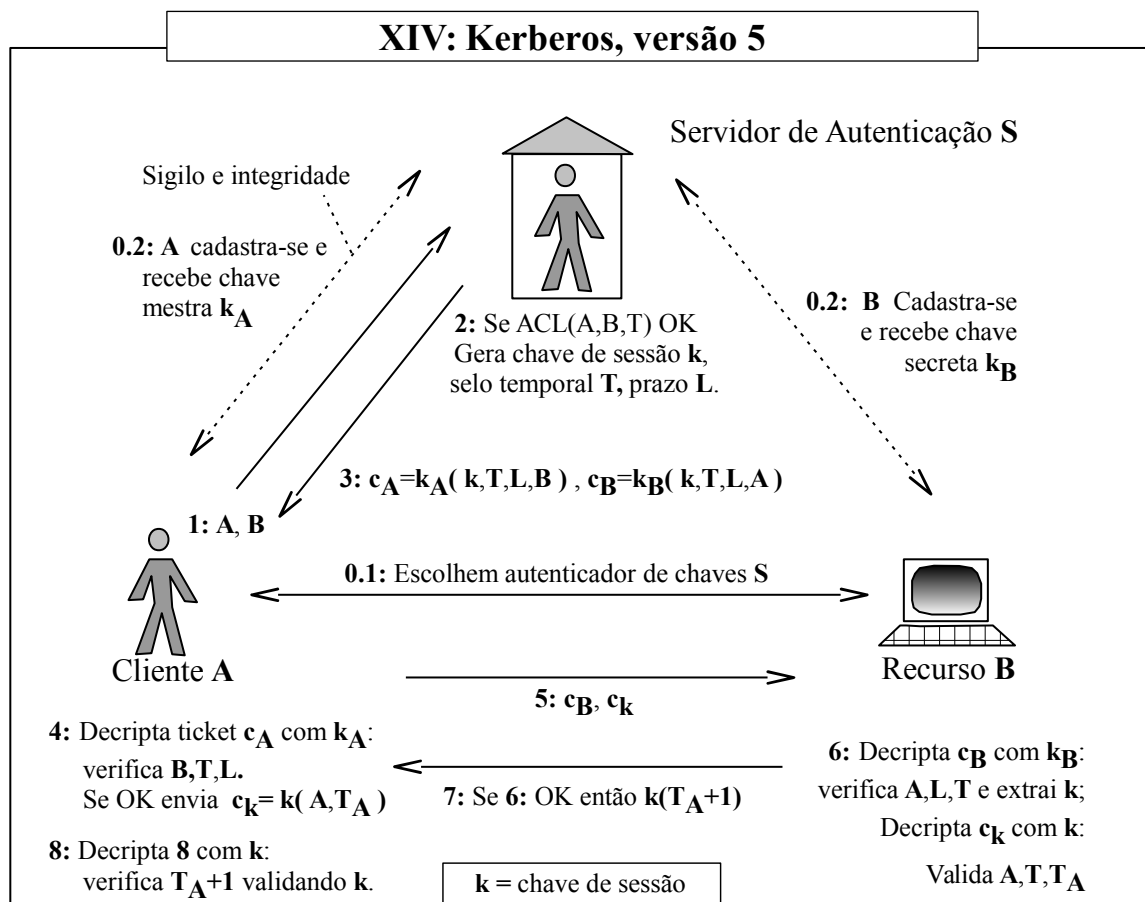 XIV: Kerberos, versão 5
Servidor de Autenticação S
Sigilo e integridade
0.2: A cadastra-se e
recebe chave
mestra kA
0.2: B Cadastra-se
e recebe chave
secreta kB
2: Se ACL(A,B,T) OK
Gera chave de sessão k,
selo temporal T, prazo L.
3: cA=kA( k,T,L,B ) , cB=kB( k,T,L,A )
1: A, B
0.1: Escolhem autenticador de chaves S
Cliente A
Recurso B
5: cB, ck
4: Decripta ticket cA com kA:
verifica B,T,L.
Se OK envia ck= k( A,TA )
7: Se 6: OK então k(TA+1)
6: Decripta cB com kB:
verifica A,L,T e extrai k;
Decripta ck com k:
Valida A,T,TA
8: Decripta 8 com k:
verifica TA+1 validando k.
k = chave de sessão